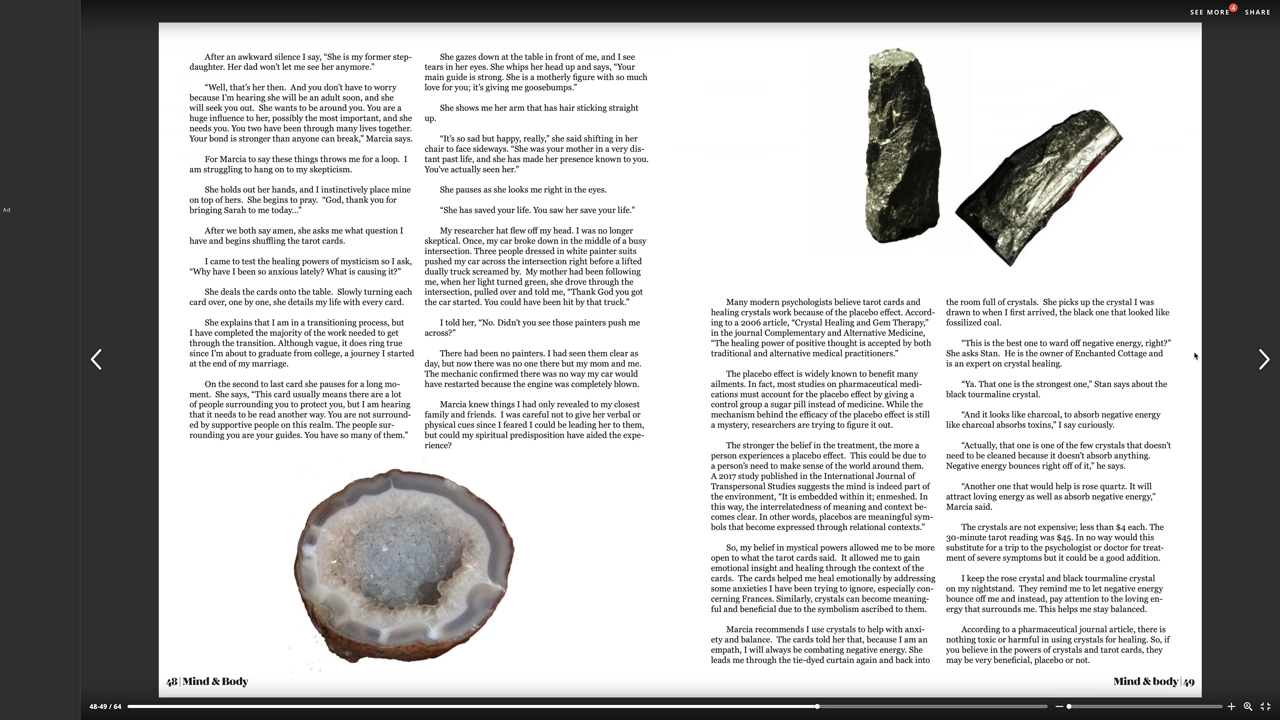 SEE MORE
4
SHARE
Ad
After an awkward silence I say, “She is my former step-
daughter. Her dad won’t let me see her anymore.”
“Well, that’s her then.  And you don’t have to worry
because I’m hearing she will be an adult soon, and she
will seek you out.  She wants to be around you. You are a
huge influence to her, possibly the most important, and she
needs you. You two have been through many lives together.
Your bond is stronger than anyone can break,” Marcia says.
For Marcia to say these things throws me for a loop.  I
am struggling to hang on to my skepticism.
She holds out her hands, and I instinctively place mine
on top of hers.  She begins to pray.  “God, thank you for
bringing Sarah to me today...”
After we both say amen, she asks me what question I
have and begins shuffling the tarot cards.
I came to test the healing powers of mysticism so I ask,
“Why have I been so anxious lately? What is causing it?”
She deals the cards onto the table.  Slowly turning each
card over, one by one, she details my life with every card.
She explains that I am in a transitioning process, but
I have completed the majority of the work needed to get
through the transition. Although vague, it does ring true
since I’m about to graduate from college, a journey I started
at the end of my marriage.
On the second to last card she pauses for a long mo-
ment.  She says, “This card usually means there are a lot
of people surrounding you to protect you, but I am hearing
that it needs to be read another way. You are not surround-
ed by supportive people on this realm. The people sur-
rounding you are your guides. You have so many of them.”
She gazes down at the table in front of me, and I see
tears in her eyes. She whips her head up and says, “Your
main guide is strong. She is a motherly figure with so much
love for you; it’s giving me goosebumps.”
She shows me her arm that has hair sticking straight
up.
“It’s so sad but happy, really,” she said shifting in her
chair to face sideways. “She was your mother in a very dis-
tant past life, and she has made her presence known to you.
You’ve actually seen her.”
She pauses as she looks me right in the eyes.
“She has saved your life. You saw her save your life.”
My researcher hat flew off my head. I was no longer
skeptical. Once, my car broke down in the middle of a busy
intersection. Three people dressed in white painter suits
pushed my car across the intersection right before a lifted
dually truck screamed by.  My mother had been following
me, when her light turned green, she drove through the
intersection, pulled over and told me, “Thank God you got
the car started. You could have been hit by that truck.”
I told her, “No. Didn’t you see those painters push me
across?”
There had been no painters. I had seen them clear as
day, but now there was no one there but my mom and me.
The mechanic confirmed there was no way my car would
have restarted because the engine was completely blown.
Marcia knew things I had only revealed to my closest
family and friends.  I was careful not to give her verbal or
physical cues since I feared I could be leading her to them,
but could my spiritual predisposition have aided the expe-
rience?
Many modern psychologists believe tarot cards and
healing crystals work because of the placebo effect. Accord-
ing to a 2006 article, “Crystal Healing and Gem Therapy,”
in the journal Complementary and Alternative Medicine,
“The healing power of positive thought is accepted by both
traditional and alternative medical practitioners.”
The placebo effect is widely known to benefit many
ailments. In fact, most studies on pharmaceutical medi-
cations must account for the placebo effect by giving a
control group a sugar pill instead of medicine. While the
mechanism behind the efficacy of the placebo effect is still
a mystery, researchers are trying to figure it out.
The stronger the belief in the treatment, the more a
person experiences a placebo effect.  This could be due to
a person’s need to make sense of the world around them.
A 2017 study published in the International Journal of
Transpersonal Studies suggests the mind is indeed part of
the environment, “It is embedded within it; enmeshed. In
this way, the interrelatedness of meaning and context be-
comes clear. In other words, placebos are meaningful sym-
bols that become expressed through relational contexts.”
So, my belief in mystical powers allowed me to be more
open to what the tarot cards said.  It allowed me to gain
emotional insight and healing through the context of the
cards.  The cards helped me heal emotionally by addressing
some anxieties I have been trying to ignore, especially con-
cerning Frances. Similarly, crystals can become meaning-
ful and beneficial due to the symbolism ascribed to them.
Marcia recommends I use crystals to help with anxi-
ety and balance.  The cards told her that, because I am an
empath, I will always be combating negative energy. She
leads me through the tie-dyed curtain again and back into
the room full of crystals.  She picks up the crystal I was
drawn to when I first arrived, the black one that looked like
fossilized coal.
“This is the best one to ward off negative energy, right?”
She asks Stan.  He is the owner of Enchanted Cottage and
is an expert on crystal healing.
“Ya. That one is the strongest one,” Stan says about the
black tourmaline crystal.
“And it looks like charcoal, to absorb negative energy
like charcoal absorbs toxins,” I say curiously.
“Actually, that one is one of the few crystals that doesn’t
need to be cleaned because it doesn’t absorb anything.
Negative energy bounces right off of it,” he says.
“Another one that would help is rose quartz. It will
attract loving energy as well as absorb negative energy,”
Marcia said.
The crystals are not expensive; less than $4 each. The
30-minute tarot reading was $45. In no way would this
substitute for a trip to the psychologist or doctor for treat-
ment of severe symptoms but it could be a good addition.
I keep the rose crystal and black tourmaline crystal
on my nightstand.  They remind me to let negative energy
bounce off me and instead, pay attention to the loving en-
ergy that surrounds me. This helps me stay balanced.
According to a pharmaceutical journal article, there is
nothing toxic or harmful in using crystals for healing. So, if
you believe in the powers of crystals and tarot cards, they
may be very beneficial, placebo or not.
48 | Mind & Body
Mind & body | 49
48-49 / 64